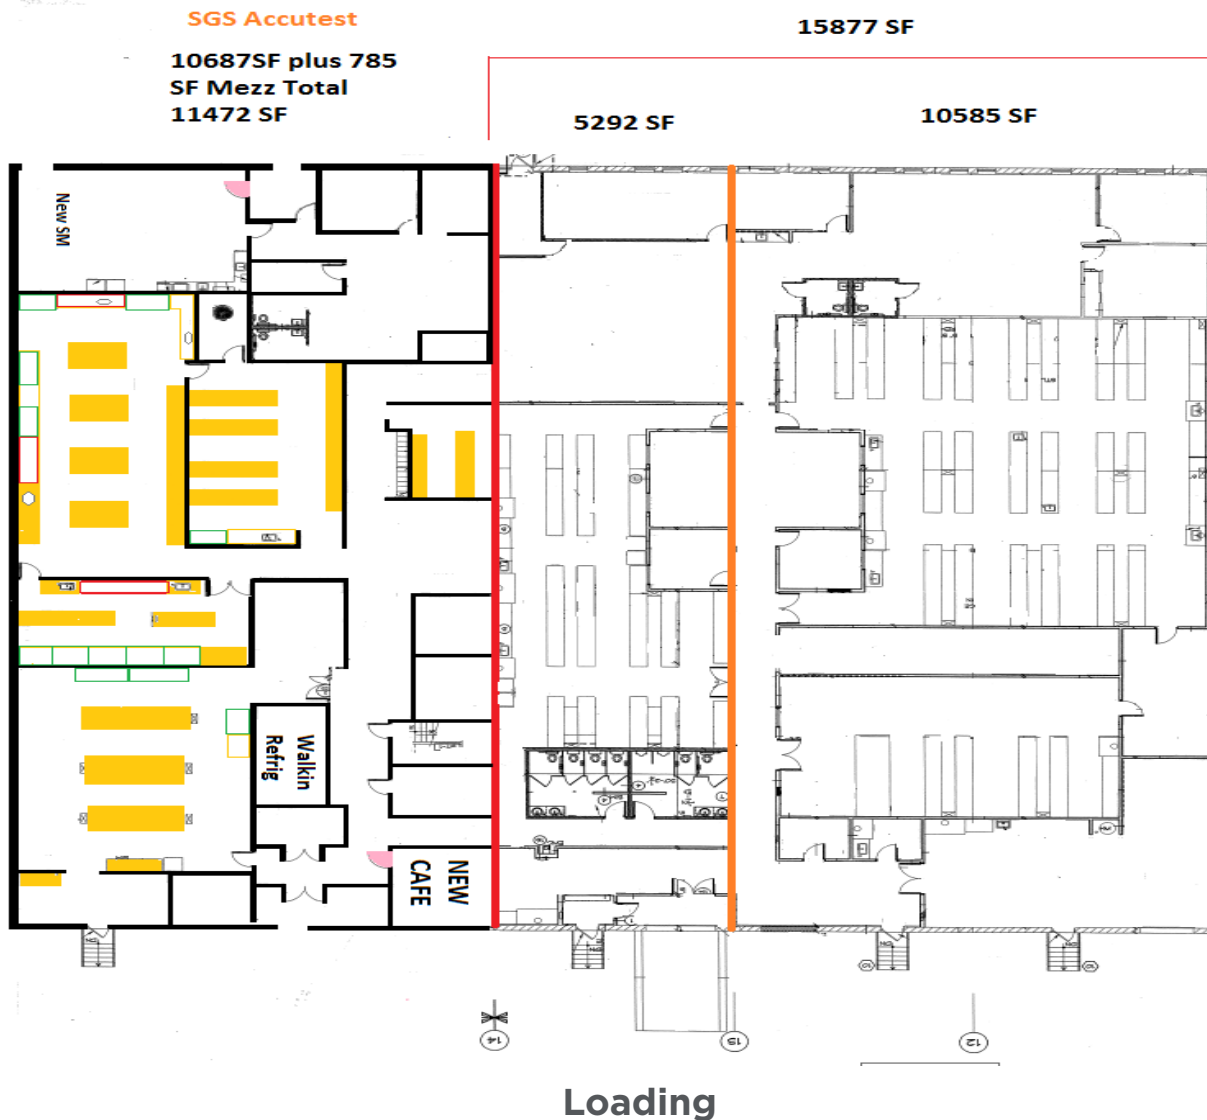 SGS Accutest
10687SF plus 785
SF Mezz Total
11472 SF
15877 SF
5292 SF
10585 SF
New SM
Walkin
Refrig
NEW
CAFE
14
12
Loading